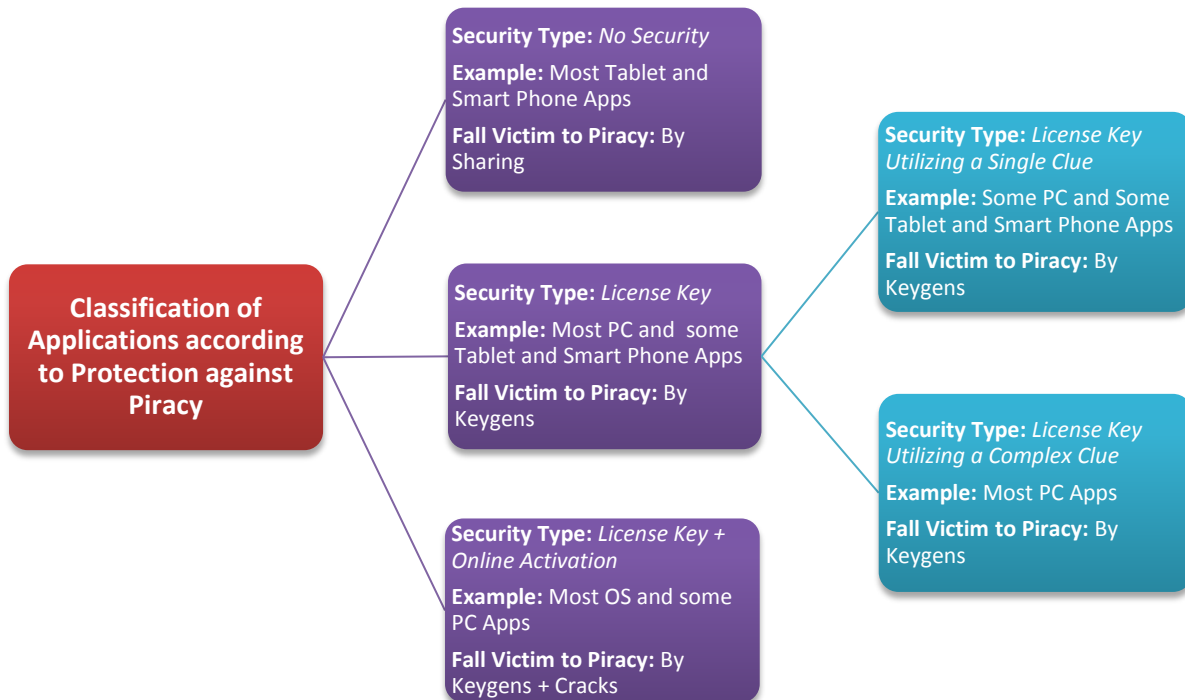 Classification of
Applications according
to Protection against
Piracy
Security Type: No Security
Example: Most Tablet and
Smart Phone Apps
Fall Victim to Piracy: By
Sharing
Security Type: License Key
Example: Most PC and some
Tablet and Smart Phone Apps
Fall Victim to Piracy: By
Keygens
Security Type: License Key +
Online Activation
Example: Most OS and some
PC Apps
Fall Victim to Piracy: By
Keygens + Cracks
Security Type: License Key
Utilizing a Single Clue
Example: Some PC and Some
Tablet and Smart Phone Apps
Fall Victim to Piracy: By
Keygens
Security Type: License Key
Utilizing a Complex Clue
Example: Most PC Apps
Fall Victim to Piracy: By
Keygens